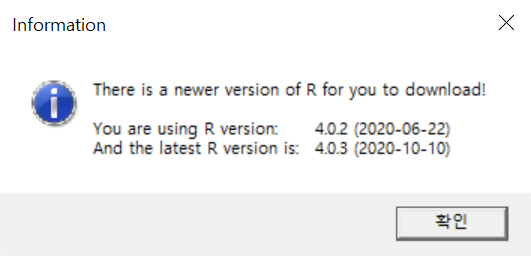 Information
There is a newer version of R for you to download!
You are using R version: 4.0.2 (2020-06-22)
And the latest R version is: 4.0.3 (2020-10-10)
확인